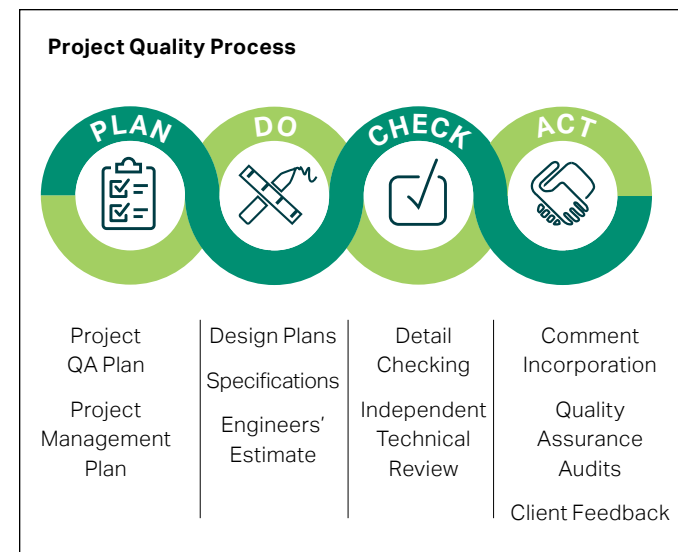 Project Quality Process
PLAN
DO
CHECK
ACT
Project
QA Plan
Project
Management
Plan
Design Plans
Specifications
Engineers’
Estimate
Detail
Checking
Independent
Technical
Review
Comment
Incorporation
Quality
Assurance
Audits
Client Feedback